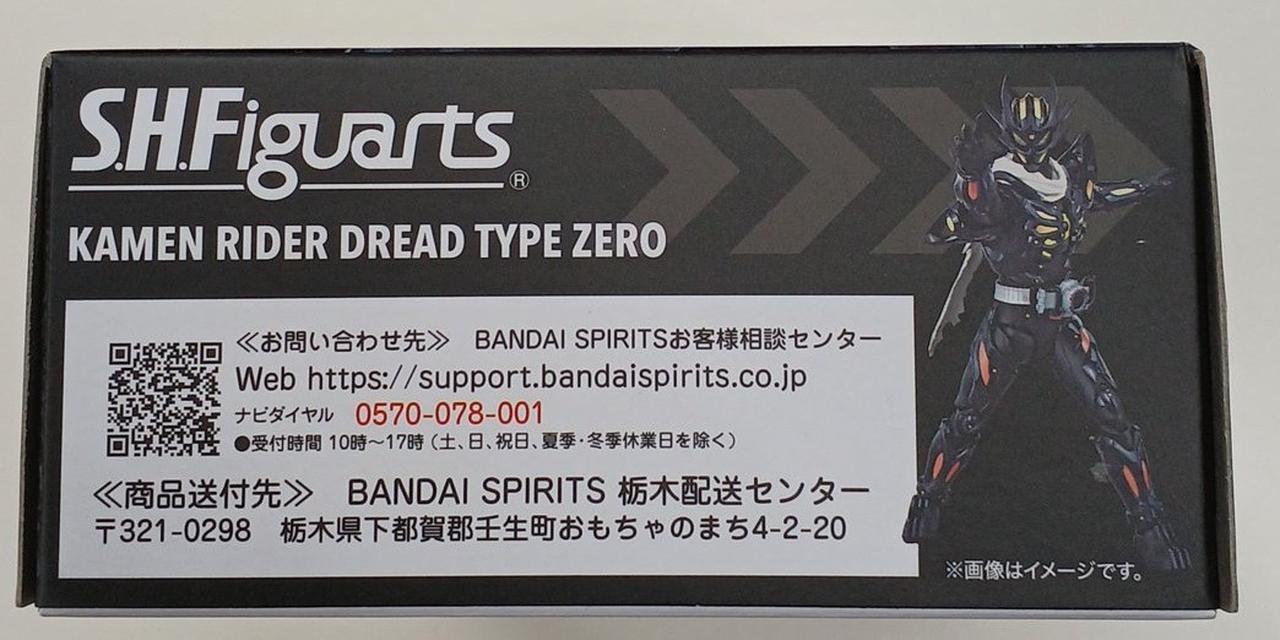 S.H.Figuarts®
KAMEN RIDER DREAD TYPE ZERO
≪お問い合わせ先≫ BANDAI SPIRITSお客様相談センター
Web https://support.bandaispirits.co.jp
ナビダイヤル 0570-078-001
●受付時間 10時～17時（土、日、祝日、夏季・冬季休業日を除く）
≪商品送付先≫ BANDAI SPIRITS 栃木配送センター
〒321-0298 栃木県下都賀郡壬生町おもちゃのまち4-2-20
※画像はイメージです。